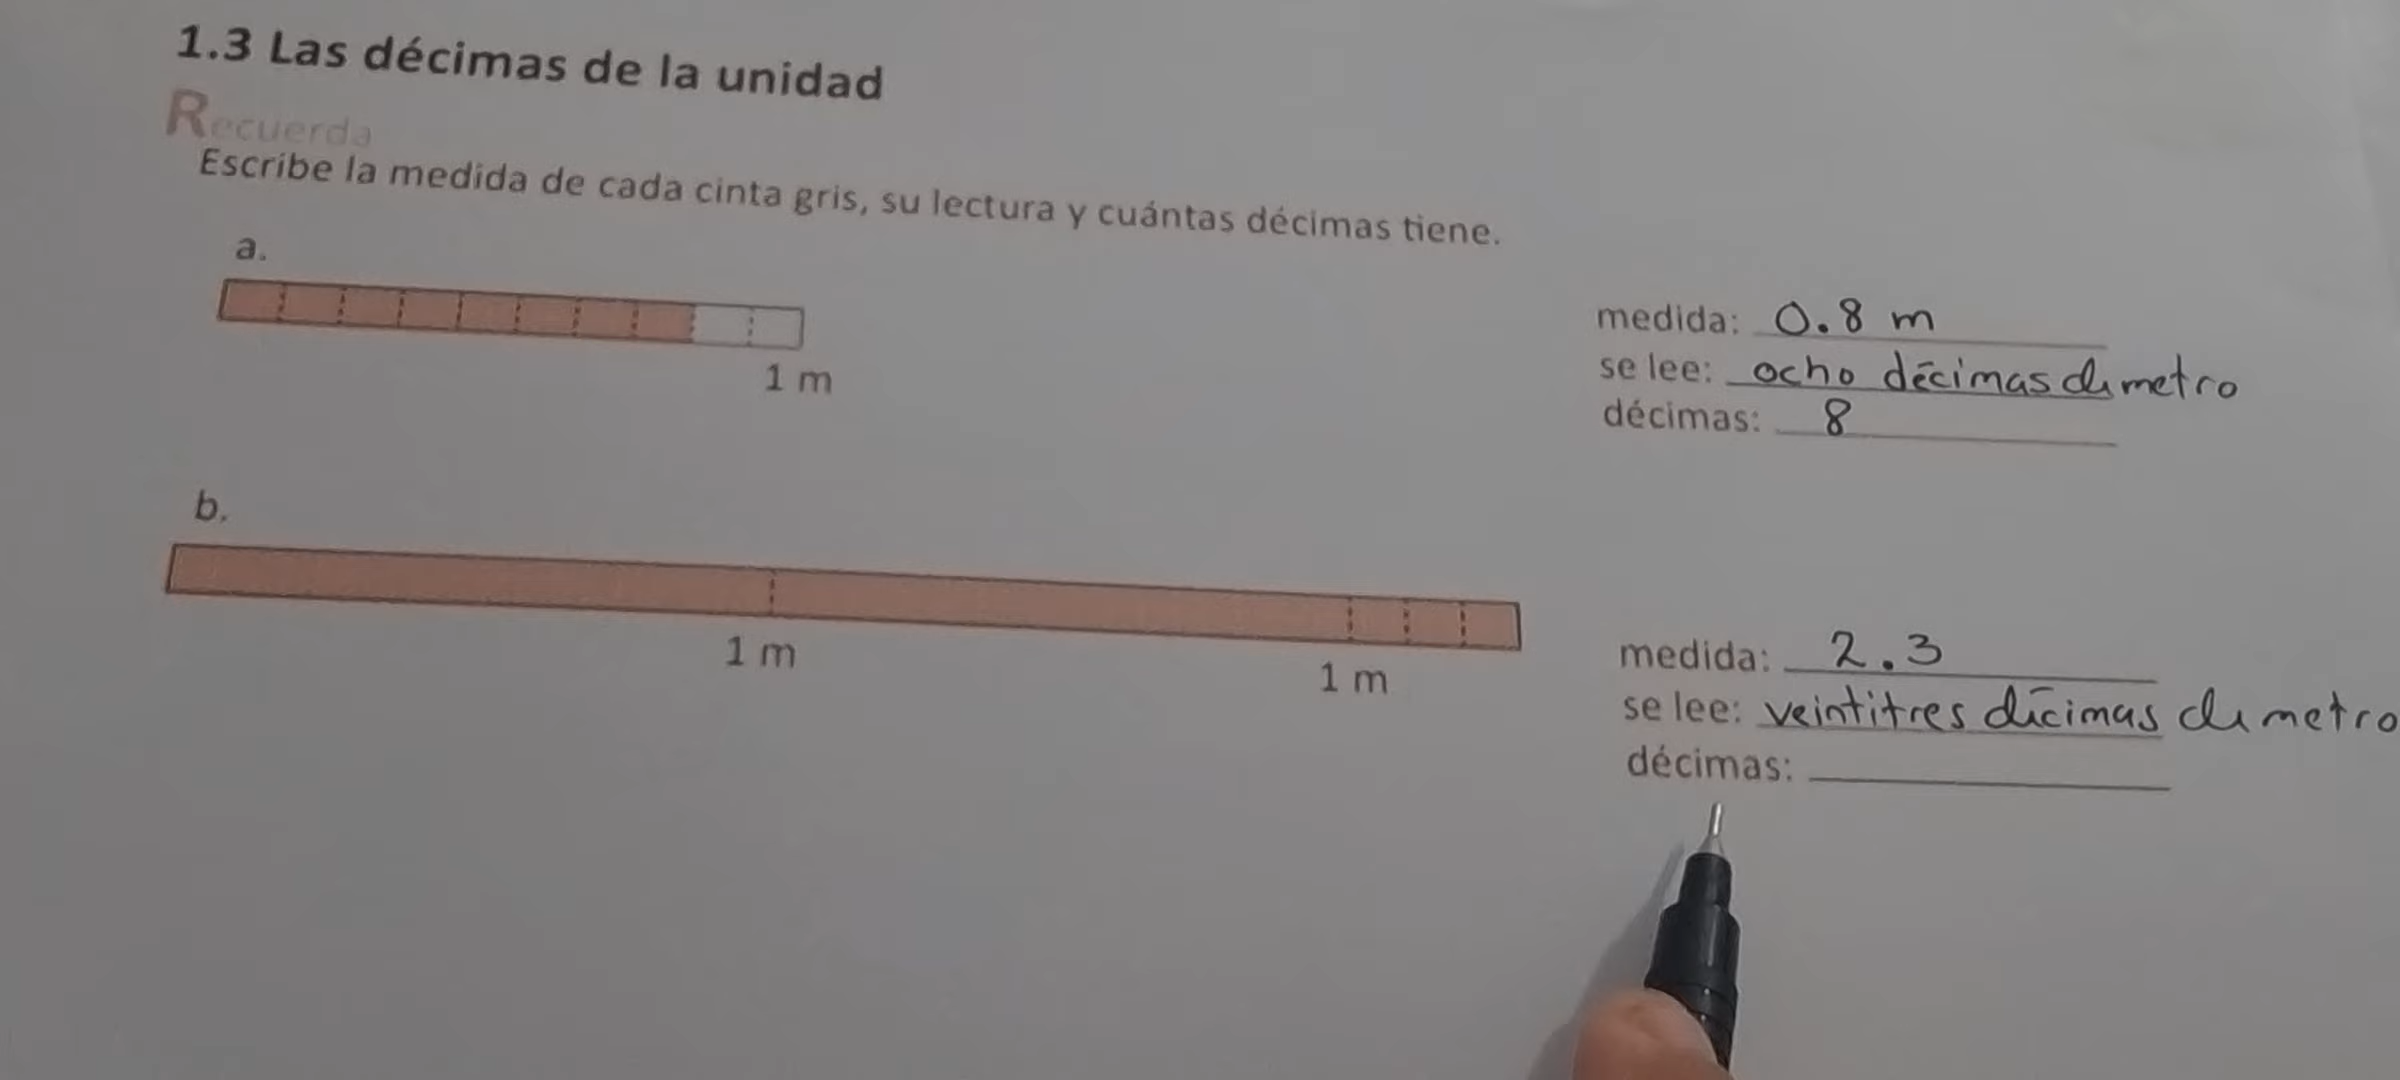 1.3 Las décimas de la unidad
Recuerda
Escribe la medida de cada cinta gris, su lectura y cuántas décimas tiene.
a.
1 m
medida: 0.8 m
se lee: ocho décimas de metro
décimas: 8
b.
1 m
1 m
medida: 2.3
se lee: veintitres décimas de metro
décimas: